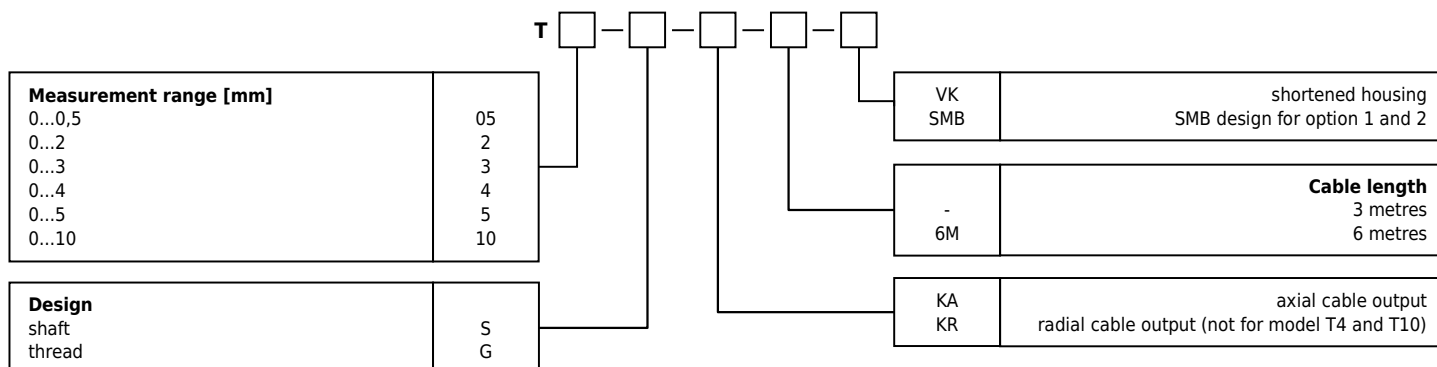 T
Measurement range [mm]
0...0,5 05
0...2 2
0...3 3
0...4 4
0...5 5
0...10 10
Design
shaft S
thread G
VK shortened housing
SMB SMB design for option 1 and 2
Cable length
- 3 metres
6M 6 metres
KA axial cable output
KR radial cable output (not for model T4 and T10)